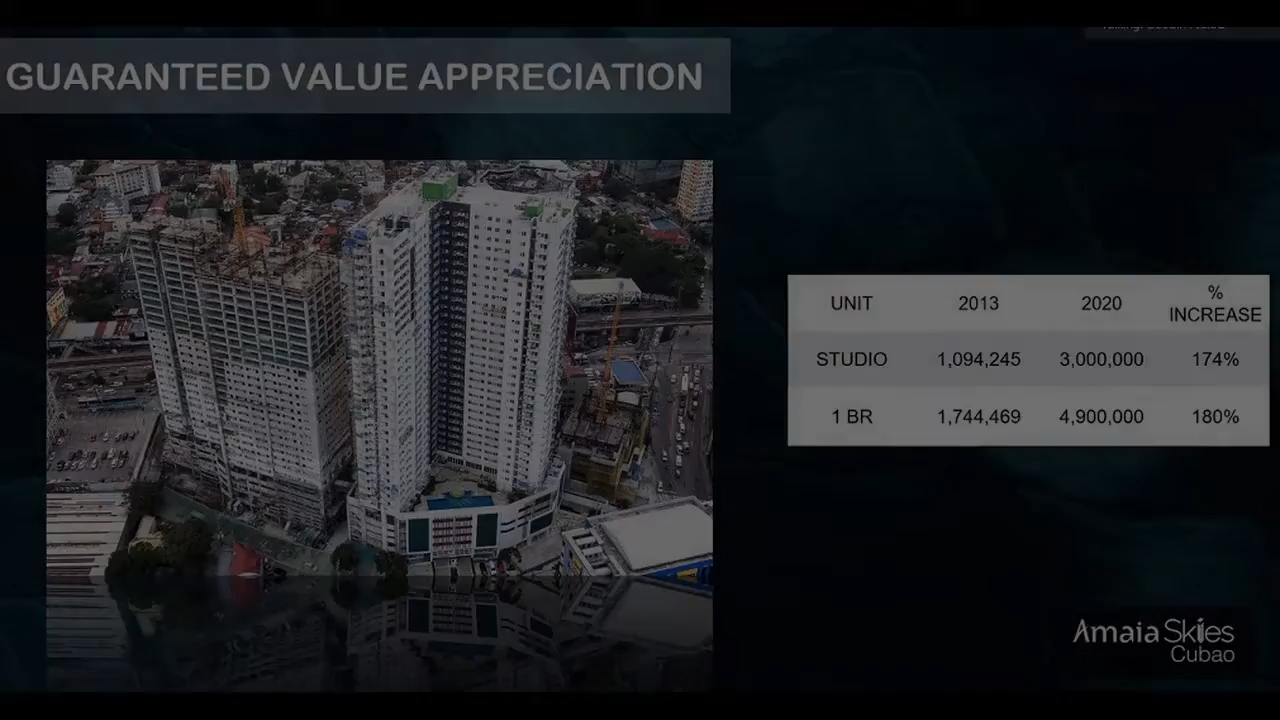 GUARANTEED VALUE APPRECIATION
UNIT 2013 2020 % INCREASE
STUDIO 1,094,245 3,000,000 174%
1 BR 1,744,469 4,900,000 180%
Amaia Skies
Cubao